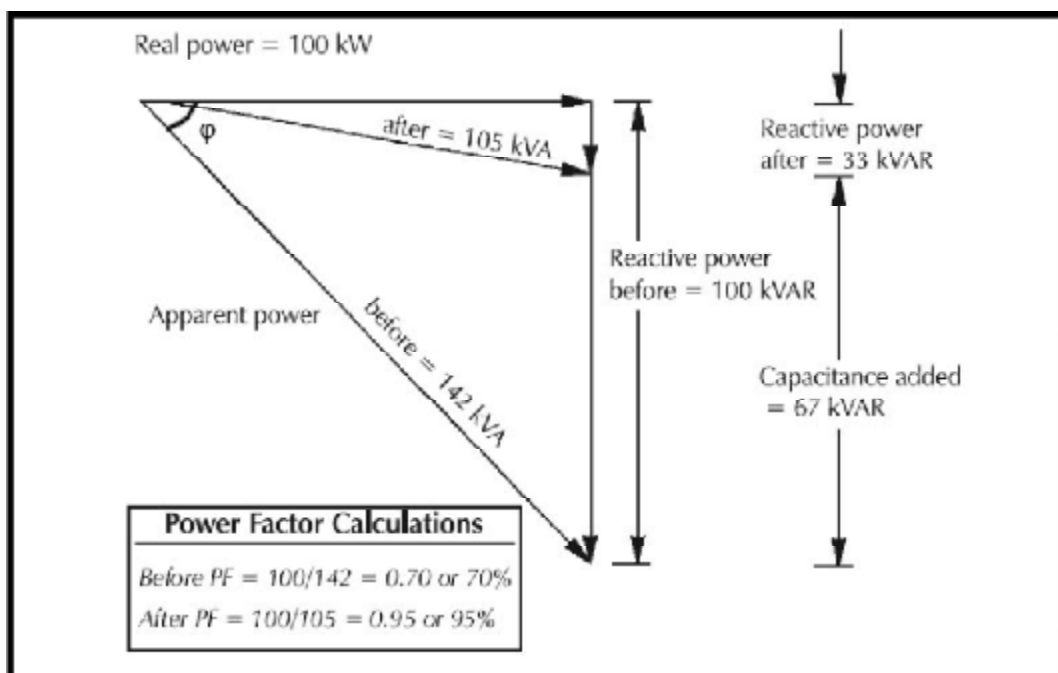 Real power = 100 kW
φ
after = 105 kVA
Reactive power
after = 33 kVAR
Reactive power
before = 100 kVAR
Apparent power
before = 142 kVA
Capacitance added
= 67 kVAR
Power Factor Calculations
Before PF = 100/142 = 0.70 or 70%
After PF = 100/105 = 0.95 or 95%